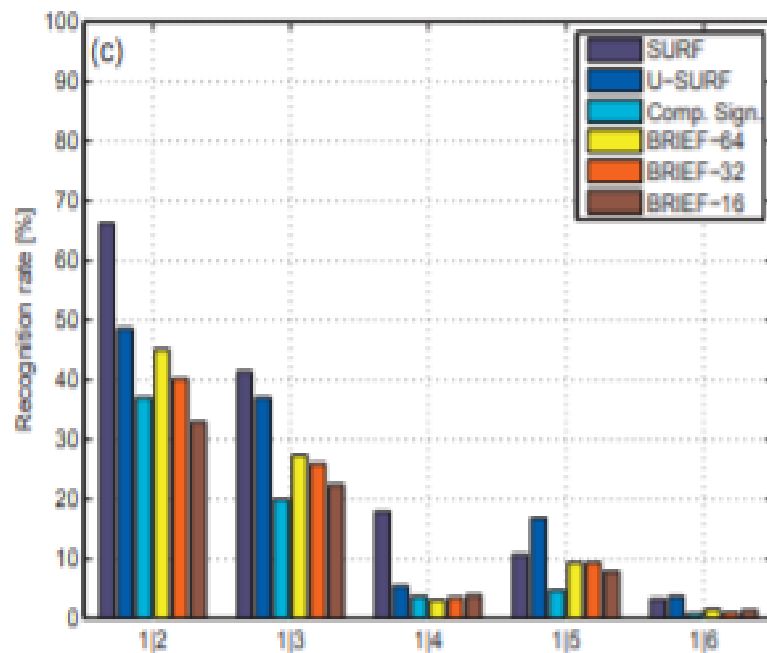 (c)
100
90
80
70
60
50
40
30
20
10
0
Recognition rate [%]
SURF
U-SURF
Comp. Sign.
BRIEF-64
BRIEF-32
BRIEF-16
1|2 1|3 1|4 1|5 1|6